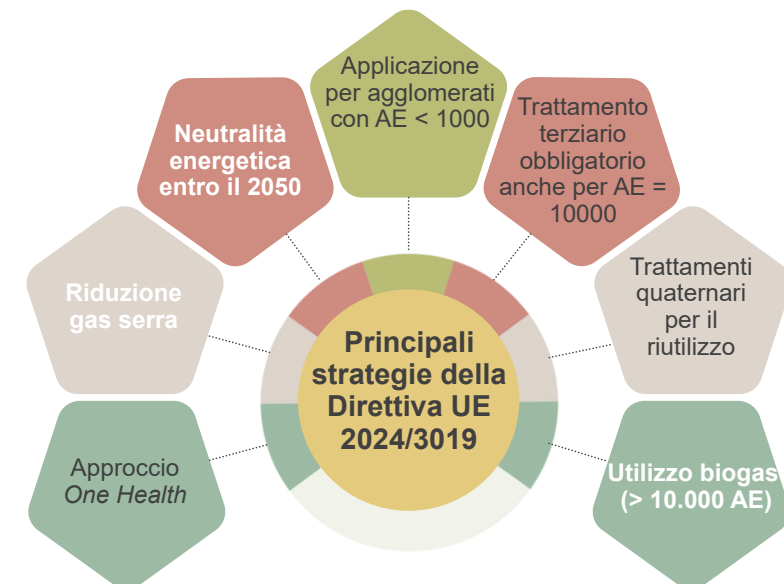 Applicazione
per agglomerati
con AE < 1000
Neutralità
energetica
entro il 2050
Trattamento
terziario
obbligatorio
anche per AE =
10000
Riduzione
gas serra
Trattamenti
quaternari
per il
riutilizzo
Principali
strategie della
Direttiva UE
2024/3019
Approccio
One Health
Utilizzo biogas
(> 10.000 AE)